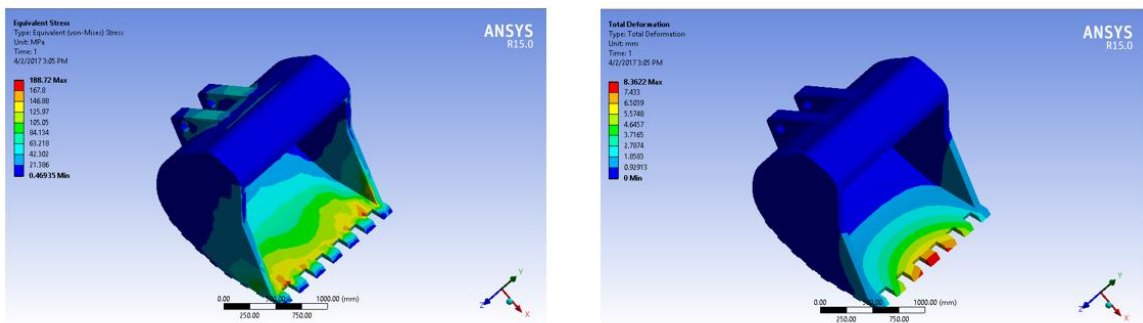 Equivalent Stress
Type: Equivalent (von-Mises) Stress
Unit: MPa
Time: 1
4/2/2017 3:05 PM
188.72 Max
167.8
146.88
125.97
105.05
84.134
63.218
42.302
21.386
0.46935 Min
ANSYS
R15.0
0.00
1000.00 (mm)
250.00
750.00
Z
Y
X
Total Deformation
Type: Total Deformation
Unit: mm
Time: 1
4/2/2017 3:05 PM
8.3622 Max
7.433
6.5039
5.5748
4.6457
3.7165
2.7874
1.8583
0.92913
0 Min
ANSYS
R15.0
0.00
1000.00 (mm)
250.00
750.00
Z
Y
X